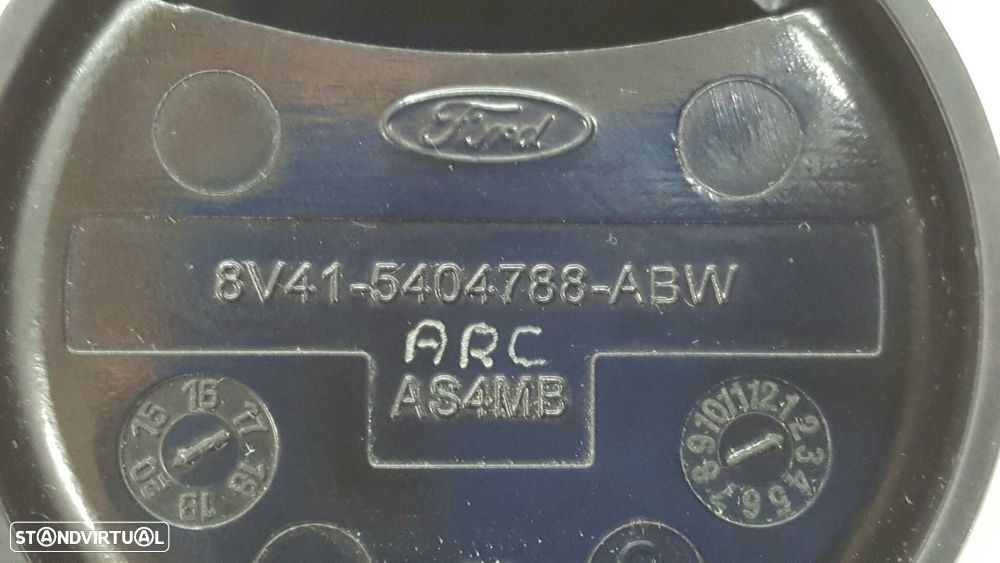 Ford
8V41-5404788-ABW
ARC
AS4MB
15 16 17 18 19 20
1 2 3 4 5 6 7 8 9 10 11 12
STANDVIRTUAL